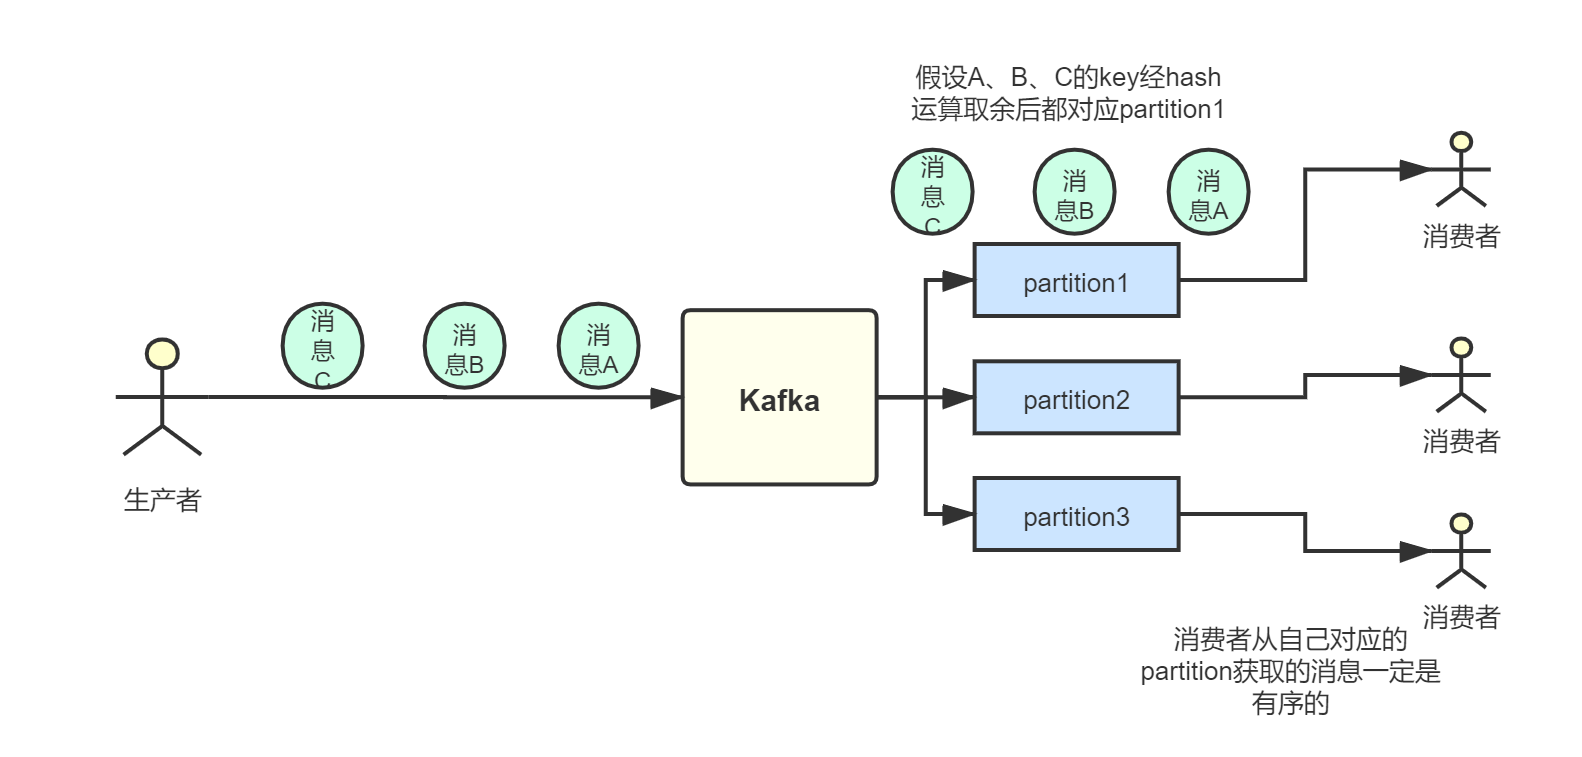 假设A、B、C的key经hash
运算取余后都对应partition1
消
息
C
消
息B
消
息A
消费者
partition1
消
息
C
消
息B
消
息A
Kafka
partition2
消费者
生产者
partition3
消费者
消费者从自己对应的
partition获取的消息一定是
有序的